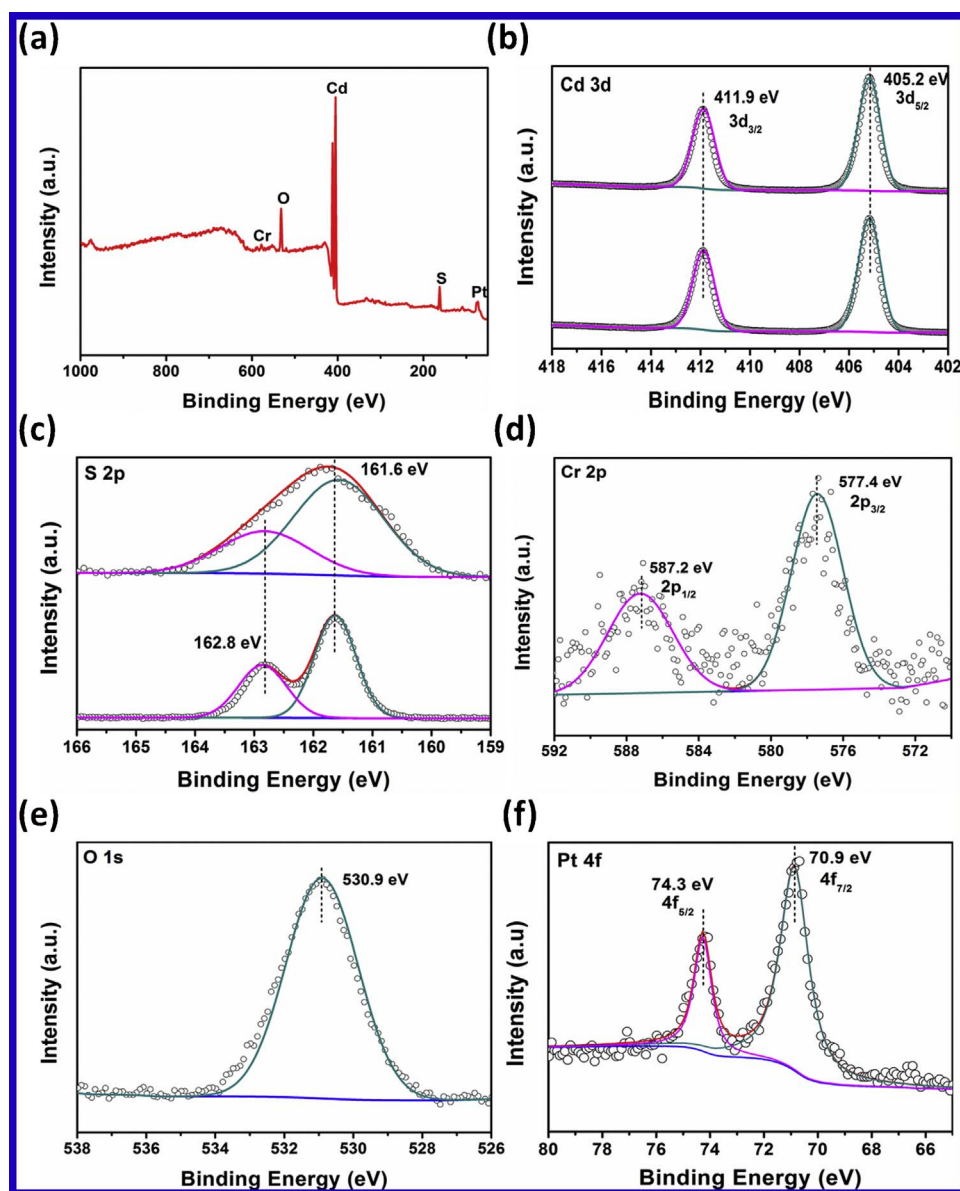 (a)
Cd
O
Cr
S
Pt
Intensity (a.u.)
1000 800 600 400 200
Binding Energy (eV)
(b)
Cd 3d
411.9 eV
3d3/2
405.2 eV
3d5/2
Intensity (a.u.)
418 416 414 412 410 408 406 404 402
Binding Energy (eV)
(c)
S 2p
161.6 eV
162.8 eV
Intensity (a.u.)
166 165 164 163 162 161 160 159
Binding Energy (eV)
(d)
Cr 2p
577.4 eV
2p3/2
587.2 eV
2p1/2
Intensity (a.u.)
592 588 584 580 576 572
Binding Energy (eV)
(e)
O 1s
530.9 eV
Intensity (a.u.)
538 536 534 532 530 528 526
Binding Energy (eV)
(f)
Pt 4f
70.9 eV
4f7/2
74.3 eV
4f5/2
Intensity (a.u)
80 78 76 74 72 70 68 66
Binding Energy (eV)